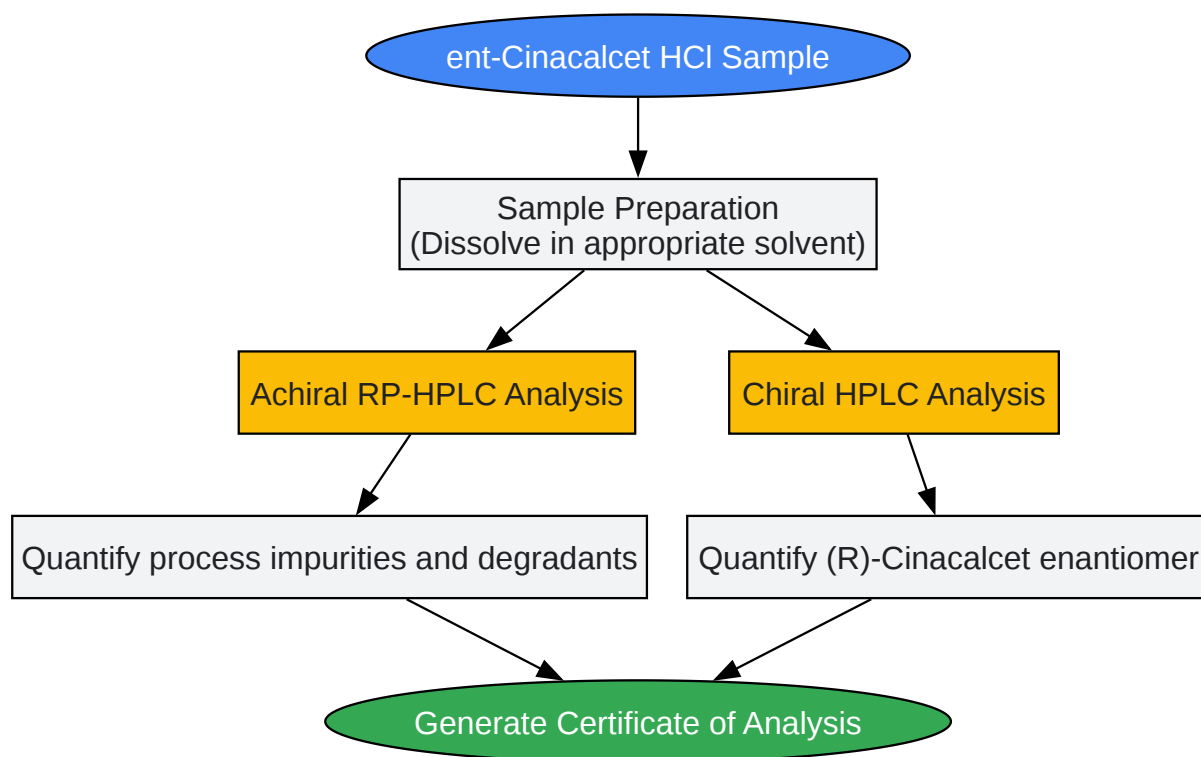 ent-Cinacalcet HCl Sample
Sample Preparation
(Dissolve in appropriate solvent)
Achiral RP-HPLC Analysis
Chiral HPLC Analysis
Quantify process impurities and degradants
Quantify (R)-Cinacalcet enantiomer
Generate Certificate of Analysis